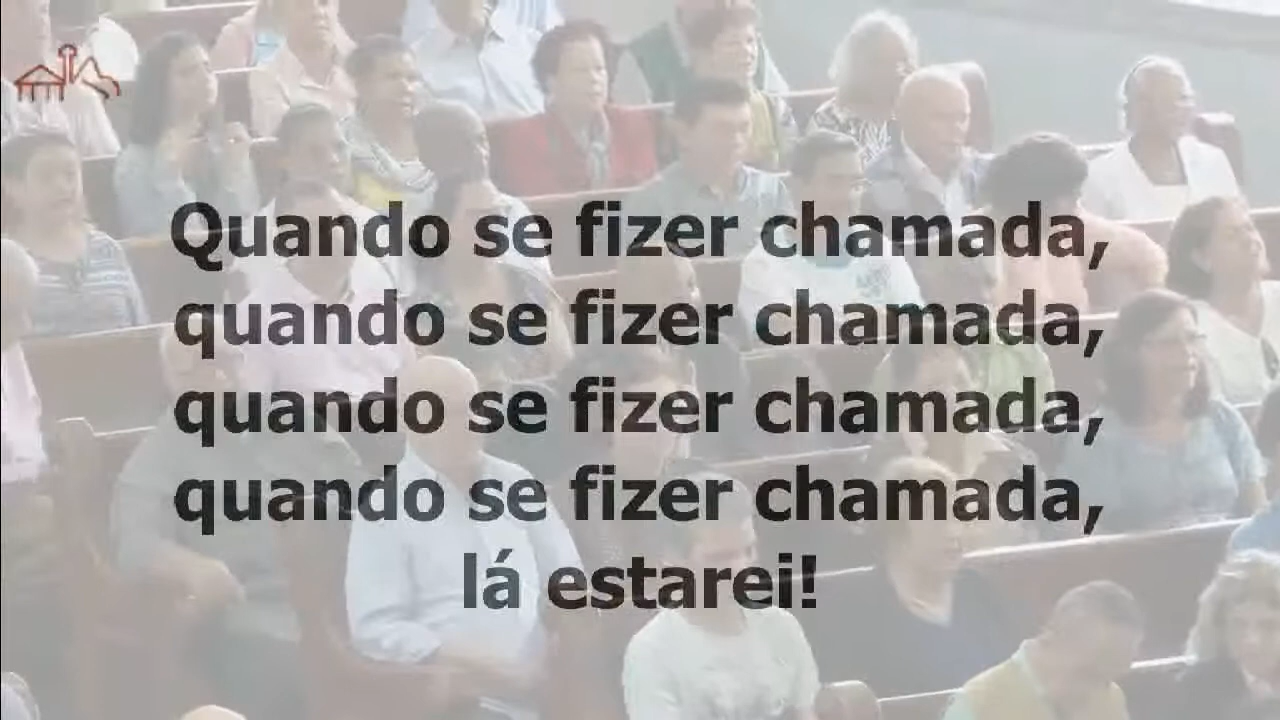 Quando se fizer chamada,
quando se fizer chamada,
quando se fizer chamada,
quando se fizer chamada,
lá estarei!